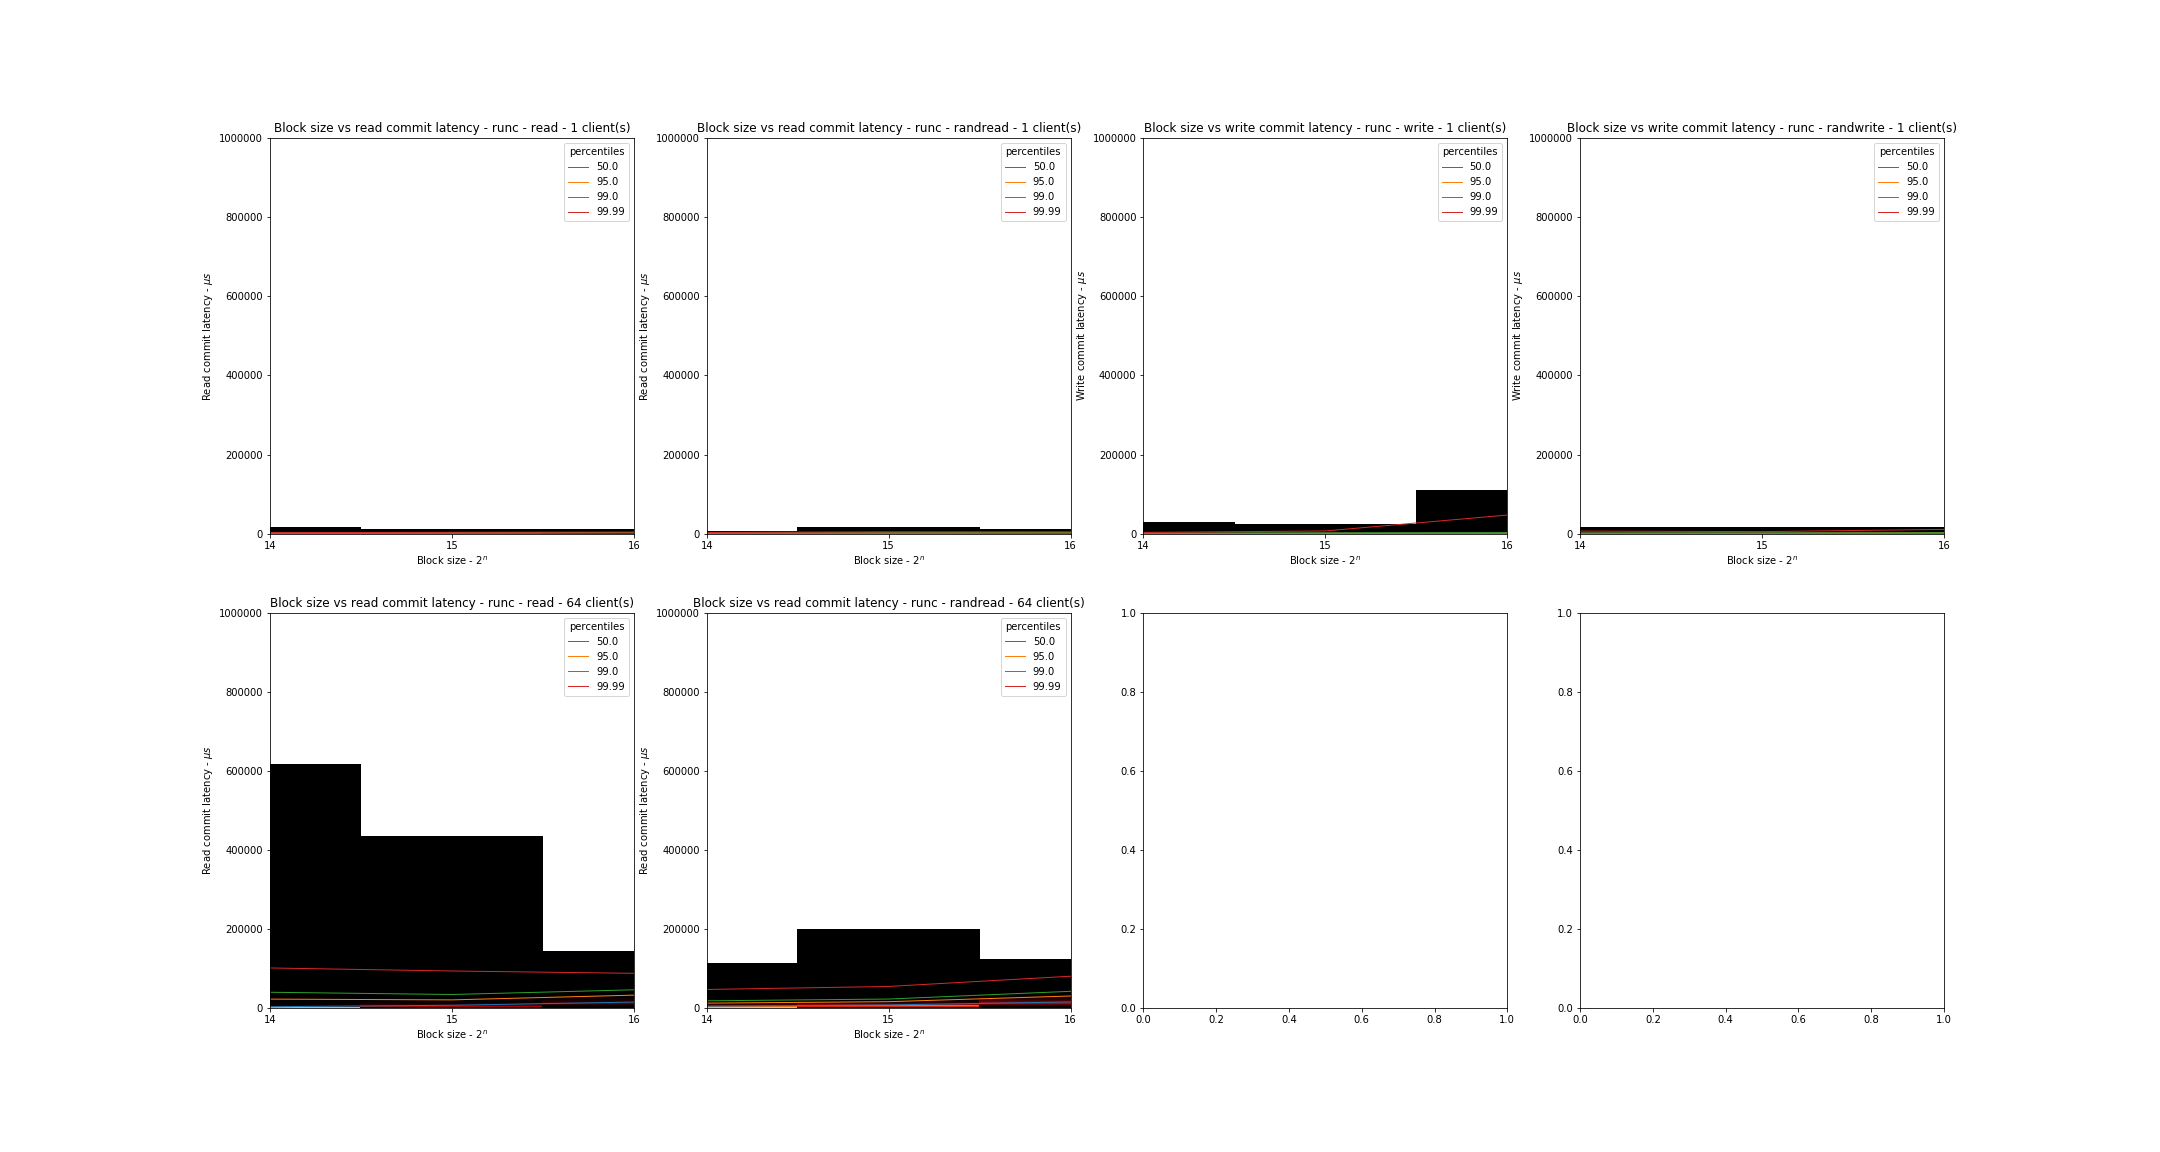 Block size vs read commit latency - runc - read - 1 client(s)
1000000
800000
600000
400000
200000
0
Read commit latency - μs
percentiles
50.0
95.0
99.0
99.99
14 15 16
Block size - 2ⁿ
Block size vs read commit latency - runc - randread - 1 client(s)
1000000
800000
600000
400000
200000
0
Read commit latency - μs
percentiles
50.0
95.0
99.0
99.99
14 15 16
Block size - 2ⁿ
Block size vs write commit latency - runc - write - 1 client(s)
1000000
800000
600000
400000
200000
0
Write commit latency - μs
percentiles
50.0
95.0
99.0
99.99
14 15 16
Block size - 2ⁿ
Block size vs write commit latency - runc - randwrite - 1 client(s)
1000000
800000
600000
400000
200000
0
Write commit latency - μs
percentiles
50.0
95.0
99.0
99.99
14 15 16
Block size - 2ⁿ
Block size vs read commit latency - runc - read - 64 client(s)
1000000
800000
600000
400000
200000
0
Read commit latency - μs
percentiles
50.0
95.0
99.0
99.99
14 15 16
Block size - 2ⁿ
Block size vs read commit latency - runc - randread - 64 client(s)
1000000
800000
600000
400000
200000
0
Read commit latency - μs
percentiles
50.0
95.0
99.0
99.99
14 15 16
Block size - 2ⁿ
1.0
0.8
0.6
0.4
0.2
0.0
0.0 0.2 0.4 0.6 0.8 1.0
1.0
0.8
0.6
0.4
0.2
0.0
0.0 0.2 0.4 0.6 0.8 1.0